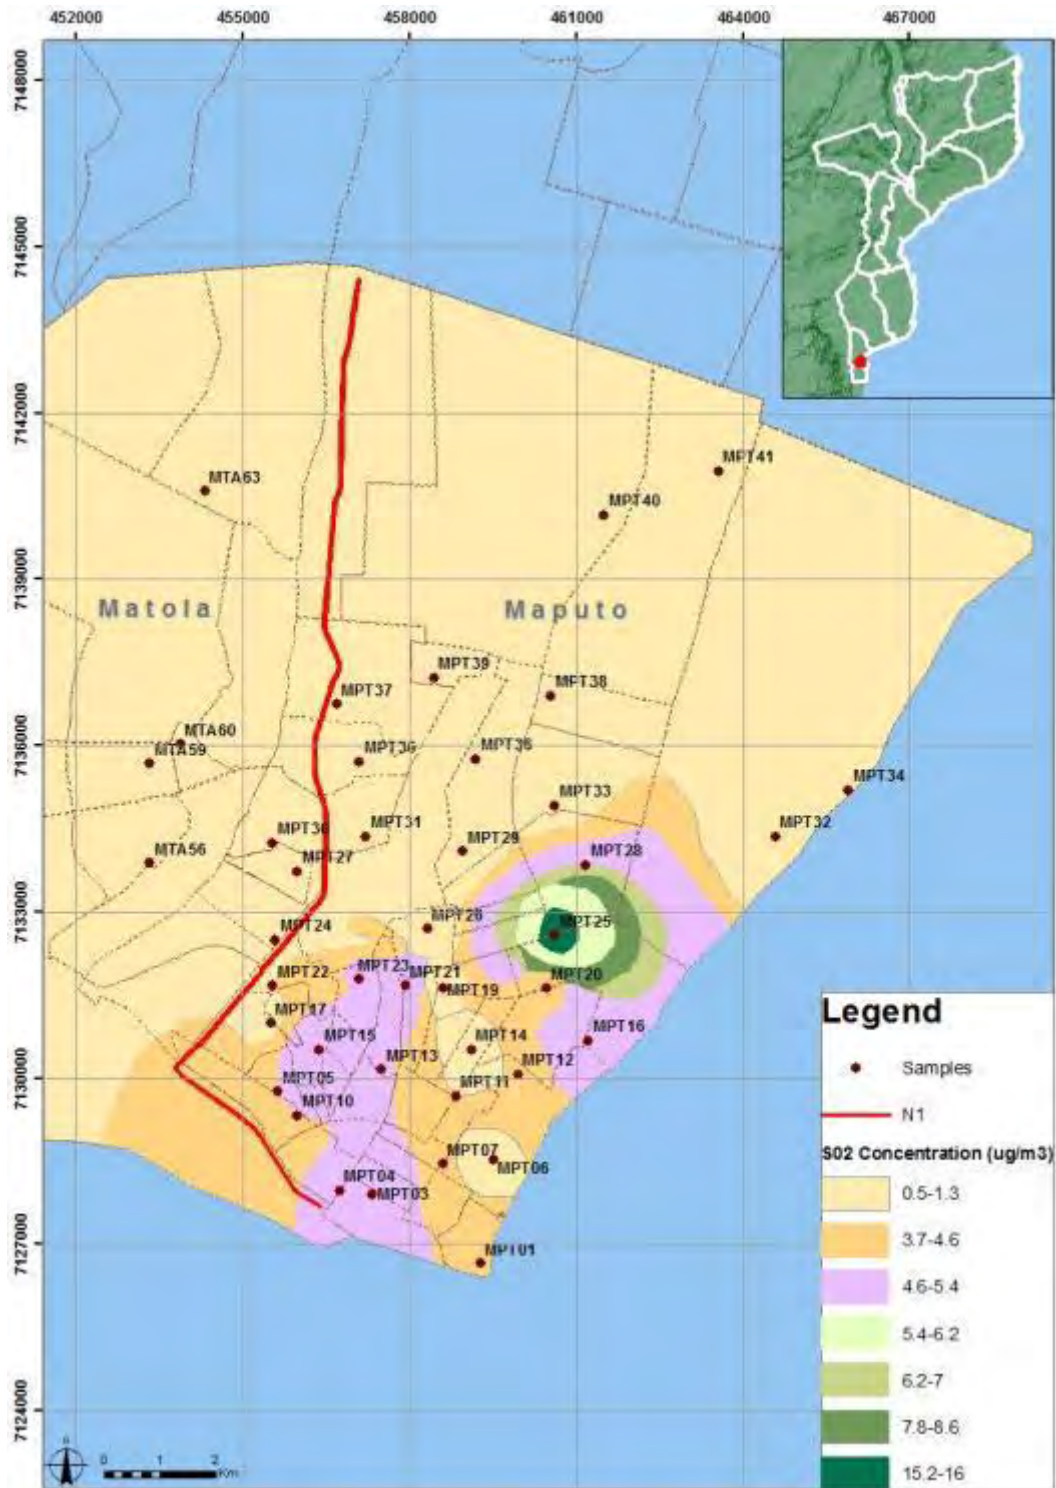 452000 455000 458000 461000 464000 467000
7148000
7145000
7142000
7139000
7136000
7133000
7130000
7127000
7124000
MPT41
MTA63
MPT40
Matola Maputo
MPT39
MPT38
MPT37
MTA60
MTA59
MPT36
MPT35
MPT34
MPT33
MPT30
MPT31
MPT32
MTA56
MPT27
MPT29
MPT28
MPT24
MPT26
MPT25
MPT22
MPT23
MPT21
MPT19
MPT20
MPT17
MPT15
MPT14
MPT16
MPT13
MPT12
MPT05
MPT11
MPT10
MPT07
MPT06
MPT04
MPT03
MPT01
Legend
Samples
N1
S02 Concentration (ug/m3)
0.5-1.3
3.7-4.6
4.6-5.4
5.4-6.2
6.2-7
7.8-8.6
15.2-16
0 1 2
Km